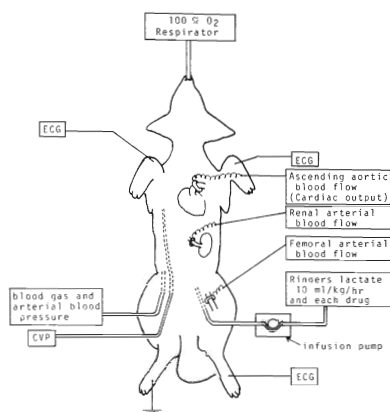 100 % O2
Respirator
ECG
ECG
Ascending aortic
blood flow
(Cardiac output)
Renal arterial
blood flow
Femoral arterial
blood flow
Ringers lactate
10 ml/kg/hr
and each drug
blood gas and
arterial blood
pressure
CVP
infusion pump
ECG